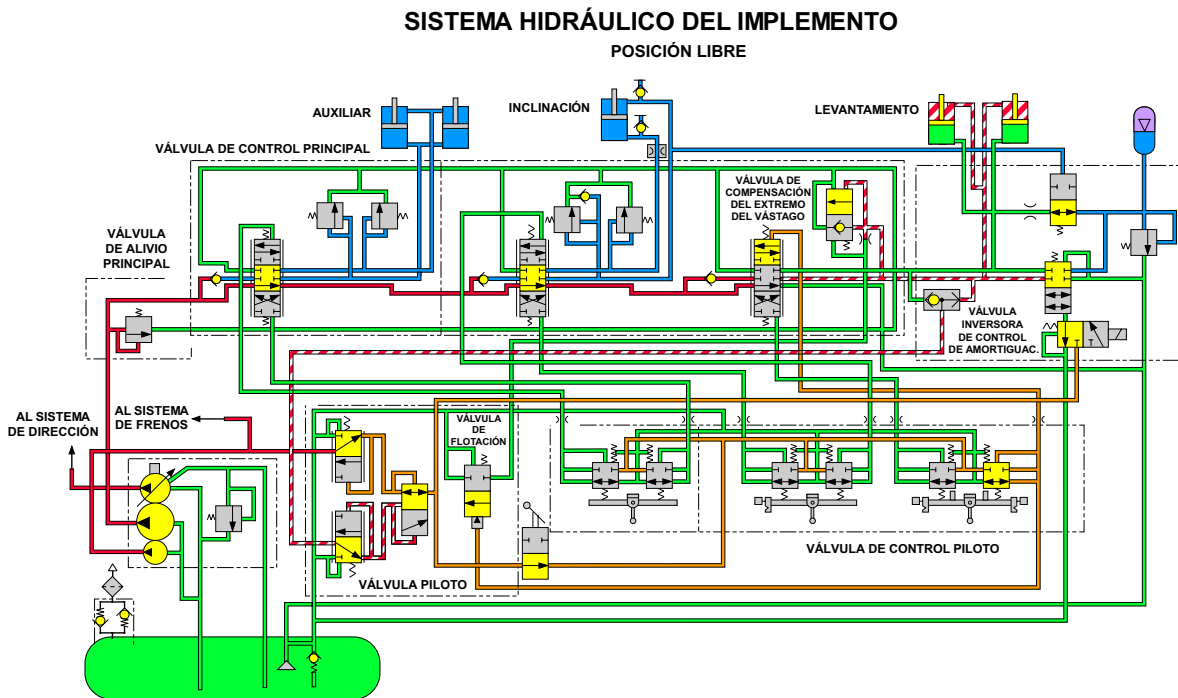 SISTEMA HIDRÁULICO DEL IMPLEMENTO
POSICIÓN LIBRE
AUXILIAR
INCLINACIÓN
LEVANTAMIENTO
VÁLVULA DE CONTROL PRINCIPAL
VÁLVULA DE
COMPENSACIÓN
DEL EXTREMO
DEL VÁSTAGO
VÁLVULA
DE ALIVIO
PRINCIPAL
VÁLVULA
INVERSORA
DE CONTROL
DE AMORTIGUAC.
AL SISTEMA
DE DIRECCIÓN
AL SISTEMA
DE FRENOS
VÁLVULA
DE
FLOTACIÓN
VÁLVULA PILOTO
VÁLVULA DE CONTROL PILOTO